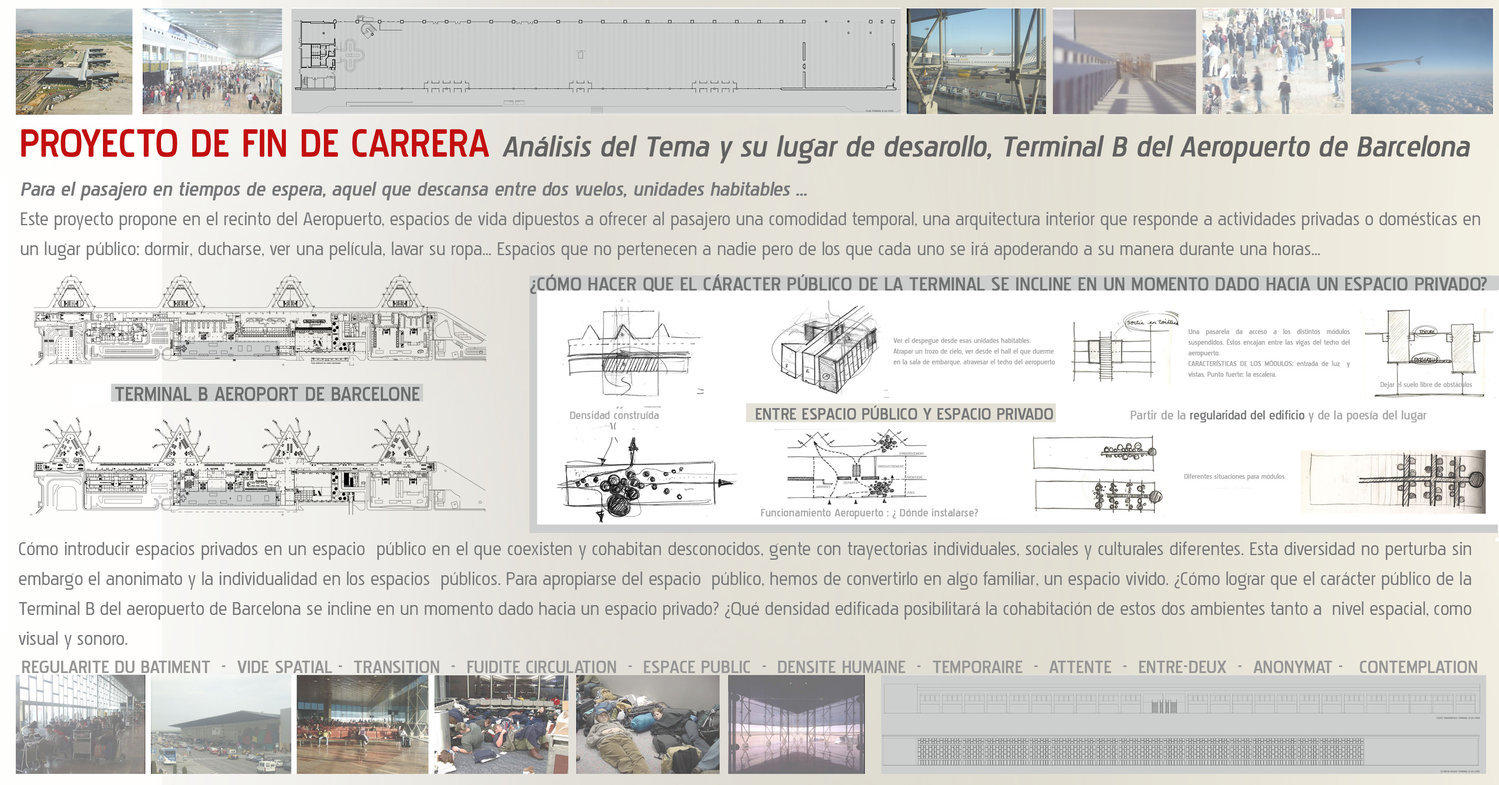 PROYECTO DE FIN DE CARRERA Análisis del Tema y su lugar de desarollo, Terminal B del Aeropuerto de Barcelona
Para el pasajero en tiempos de espera, aquel que descansa entre dos vuelos, unidades habitables ...
Este proyecto propone en el recinto del Aeropuerto, espacios de vida dipuestos a ofrecer al pasajero una comodidad temporal, una arquitectura interior que responde a actividades privadas o domésticas en
un lugar público: dormir, ducharse, ver una película, lavar su ropa... Espacios que no pertenecen a nadie pero de los que cada uno se irá apoderando a su manera durante una horas...
¿CÓMO HACER QUE EL CÁRACTER PÚBLICO DE LA TERMINAL SE INCLINE EN UN MOMENTO DADO HACIA UN ESPACIO PRIVADO?
TERMINAL B AEROPORT DE BARCELONE
Ver el despegue desde esas unidades habitables.
Atrapar un trozo de cielo, ver desde el hall el que duerme
en la sala de embarque, atravesar el techo del aeropuerto
Una pasarela da acceso a los distintos módulos
suspendidos. Éstos encajan entre las vigas del techo del
aeropuerto.
CARACTERÍSTICAS DE LOS MÓDULOS: entrada de luz y
vistas. Punto fuerte: la escalera.
Dejar el suelo libre de obstáculos
Densidad construída
ENTRE ESPACIO PÚBLICO Y ESPACIO PRIVADO
Partir de la regularidad del edificio y de la poesía del lugar
Diferentes situaciones para módulos
Funcionamiento Aeropuerto : ¿ Dónde instalarse?
Cómo introducir espacios privados en un espacio público en el que coexisten y cohabitan desconocidos, gente con trayectorias individuales, sociales y culturales diferentes. Esta diversidad no perturba sin
embargo el anonimato y la individualidad en los espacios públicos. Para apropiarse del espacio público, hemos de convertirlo en algo familiar, un espacio vivido. ¿Cómo lograr que el carácter público de la
Terminal B del aeropuerto de Barcelona se incline en un momento dado hacia un espacio privado? ¿Qué densidad edificada posibilitará la cohabitación de estos dos ambientes tanto a nivel espacial, como
visual y sonoro.
REGULARITE DU BATIMENT - VIDE SPATIAL - TRANSITION - FUIDITE CIRCULATION - ESPACE PUBLIC - DENSITE HUMAINE - TEMPORAIRE - ATTENTE - ENTRE-DEUX - ANONYMAT - CONTEMPLATION